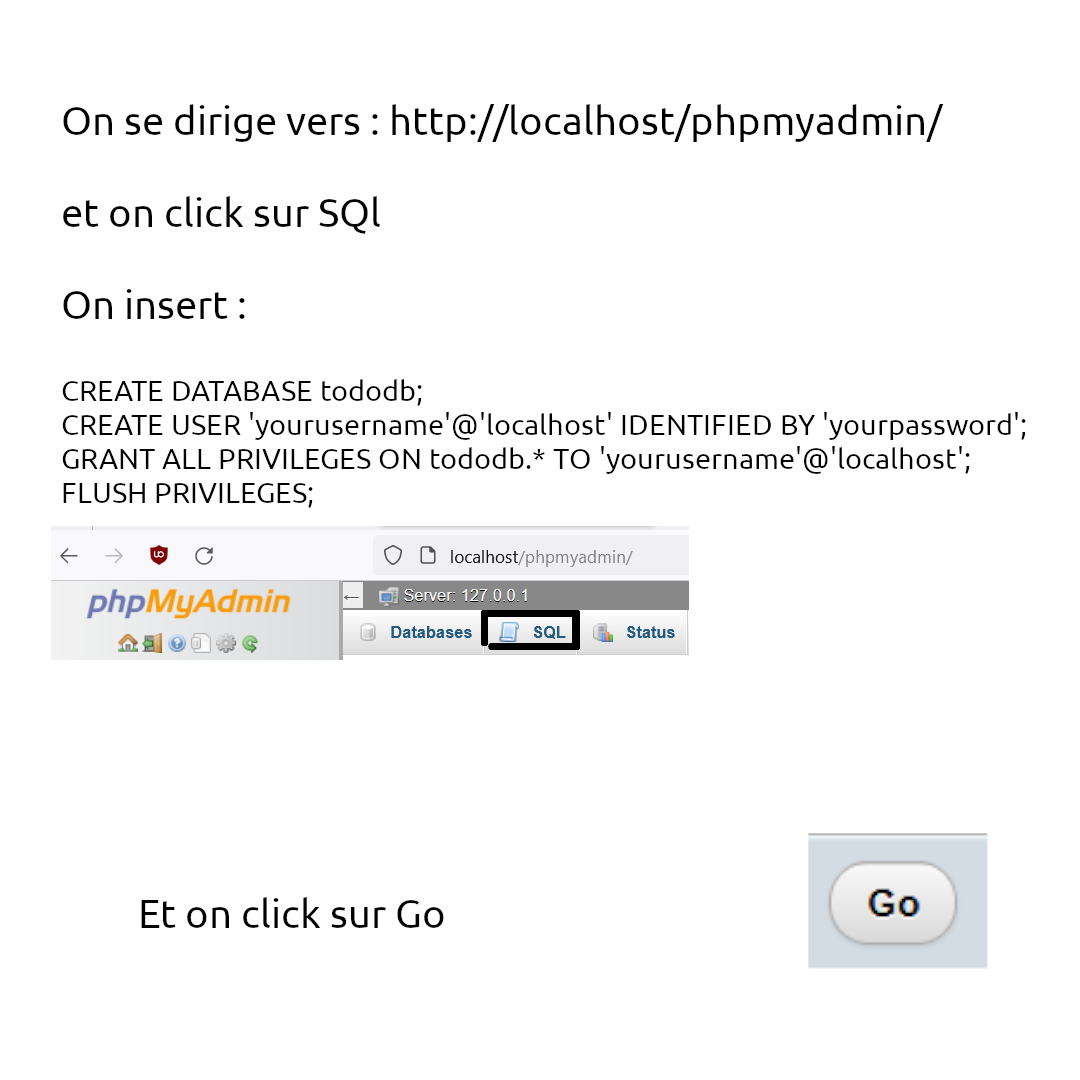 On se dirige vers : http://localhost/phpmyadmin/
et on click sur SQl
On insert :
CREATE DATABASE tododb;
CREATE USER 'yourusername'@'localhost' IDENTIFIED BY 'yourpassword';
GRANT ALL PRIVILEGES ON tododb.* TO 'yourusername'@'localhost';
FLUSH PRIVILEGES;
localhost/phpmyadmin/
phpMyAdmin
Server: 127.0.0.1
Databases SQL Status
Go
Et on click sur Go